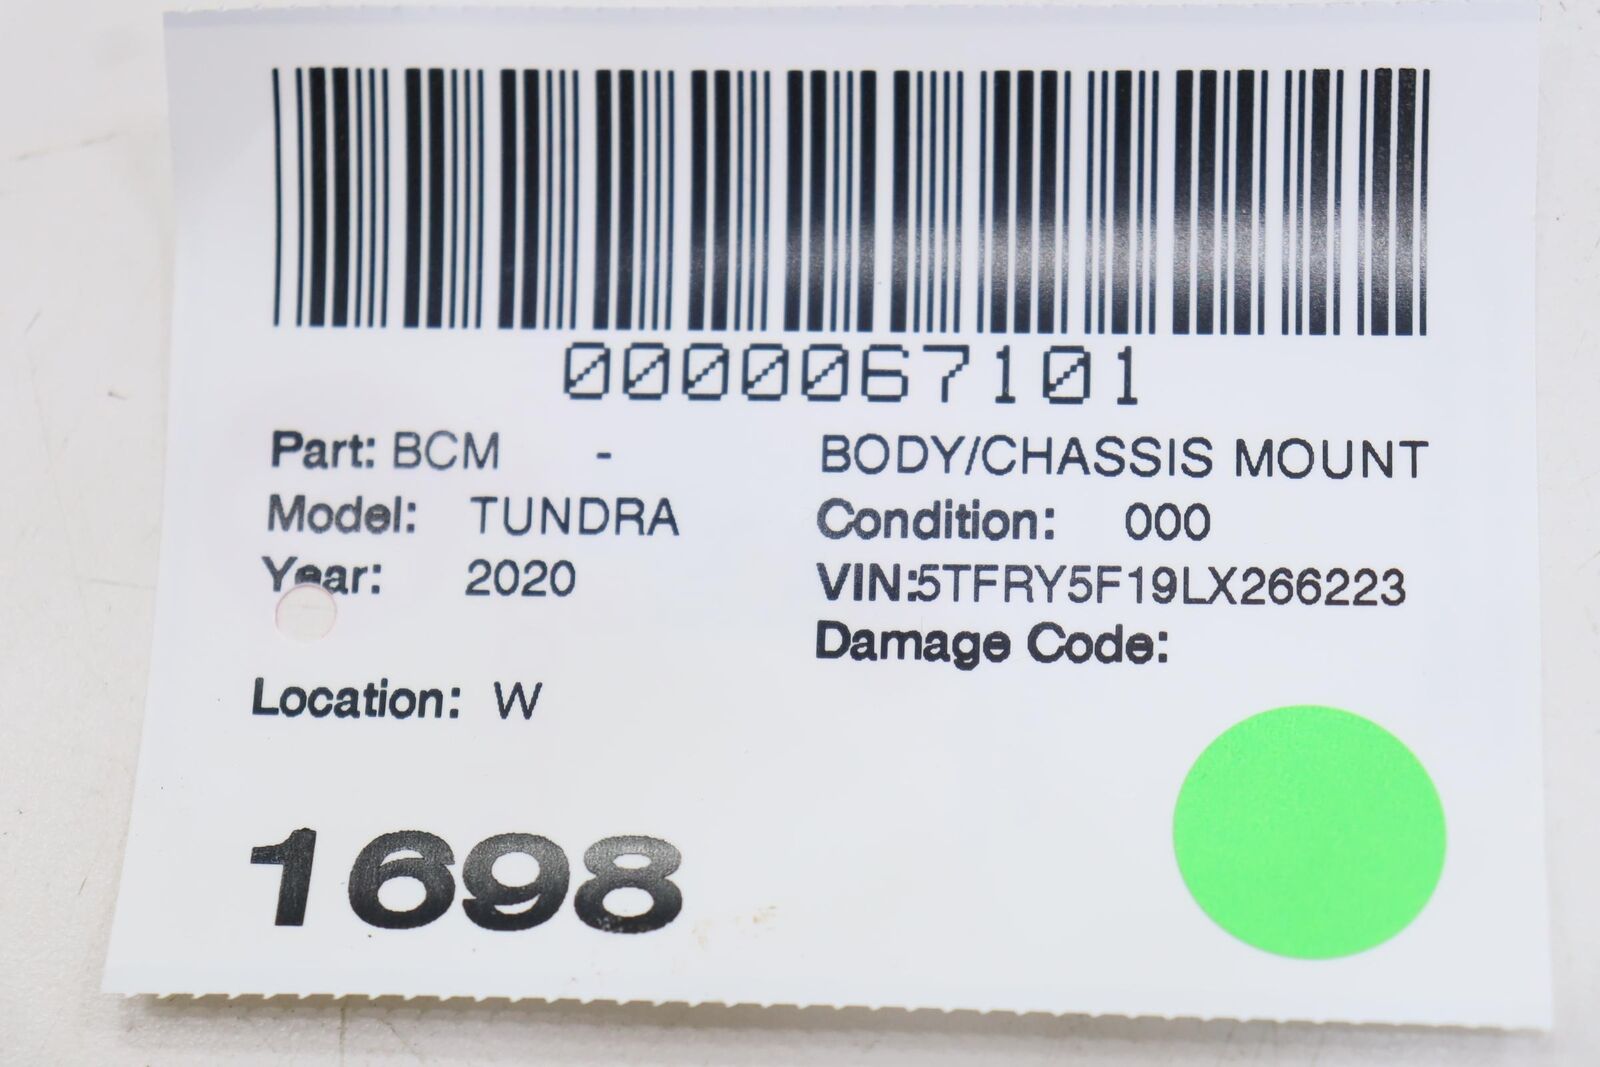 0000067101
Part: BCM - BODY/CHASSIS MOUNT
Model: TUNDRA Condition: 000
Year: 2020 VIN:5TFRY5F19LX266223
Damage Code:
Location: W
1698